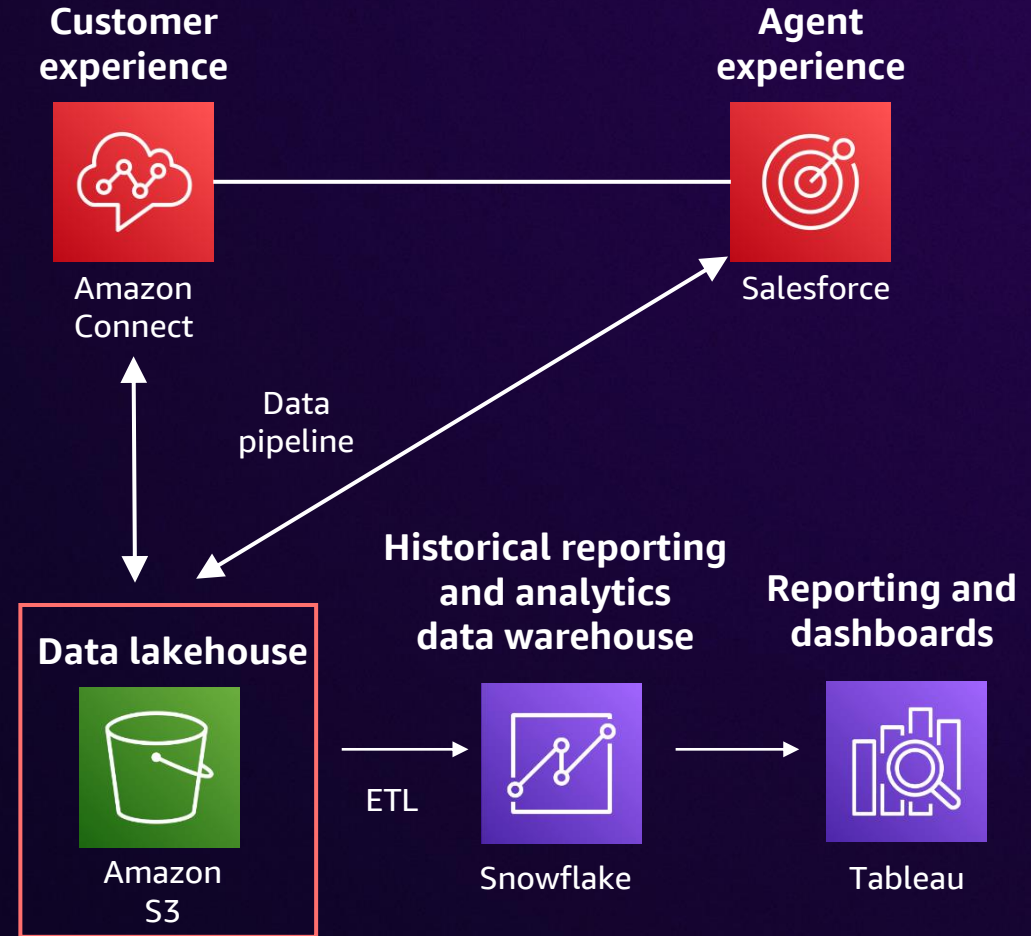 Customer
experience
Agent
experience
Amazon
Connect
Salesforce
Data
pipeline
Historical reporting
and analytics
data warehouse
Reporting and
dashboards
Data lakehouse
ETL
Amazon
S3
Snowflake
Tableau